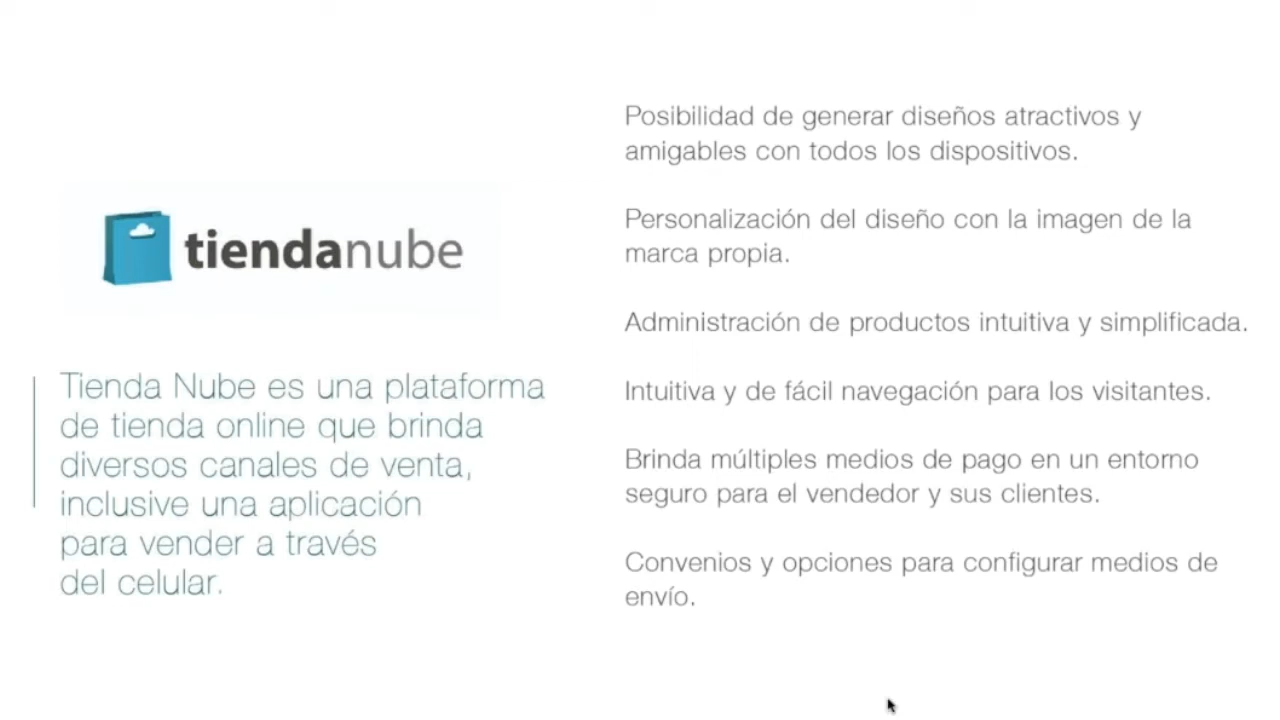 tiendanube
Tienda Nube es una plataforma
de tienda online que brinda
diversos canales de venta,
inclusive una aplicación
para vender a través
del celular.
Posibilidad de generar diseños atractivos y
amigables con todos los dispositivos.
Personalización del diseño con la imagen de la
marca propia.
Administración de productos intuitiva y simplificada.
Intuitiva y de fácil navegación para los visitantes.
Brinda múltiples medios de pago en un entorno
seguro para el vendedor y sus clientes.
Convenios y opciones para configurar medios de
envío.